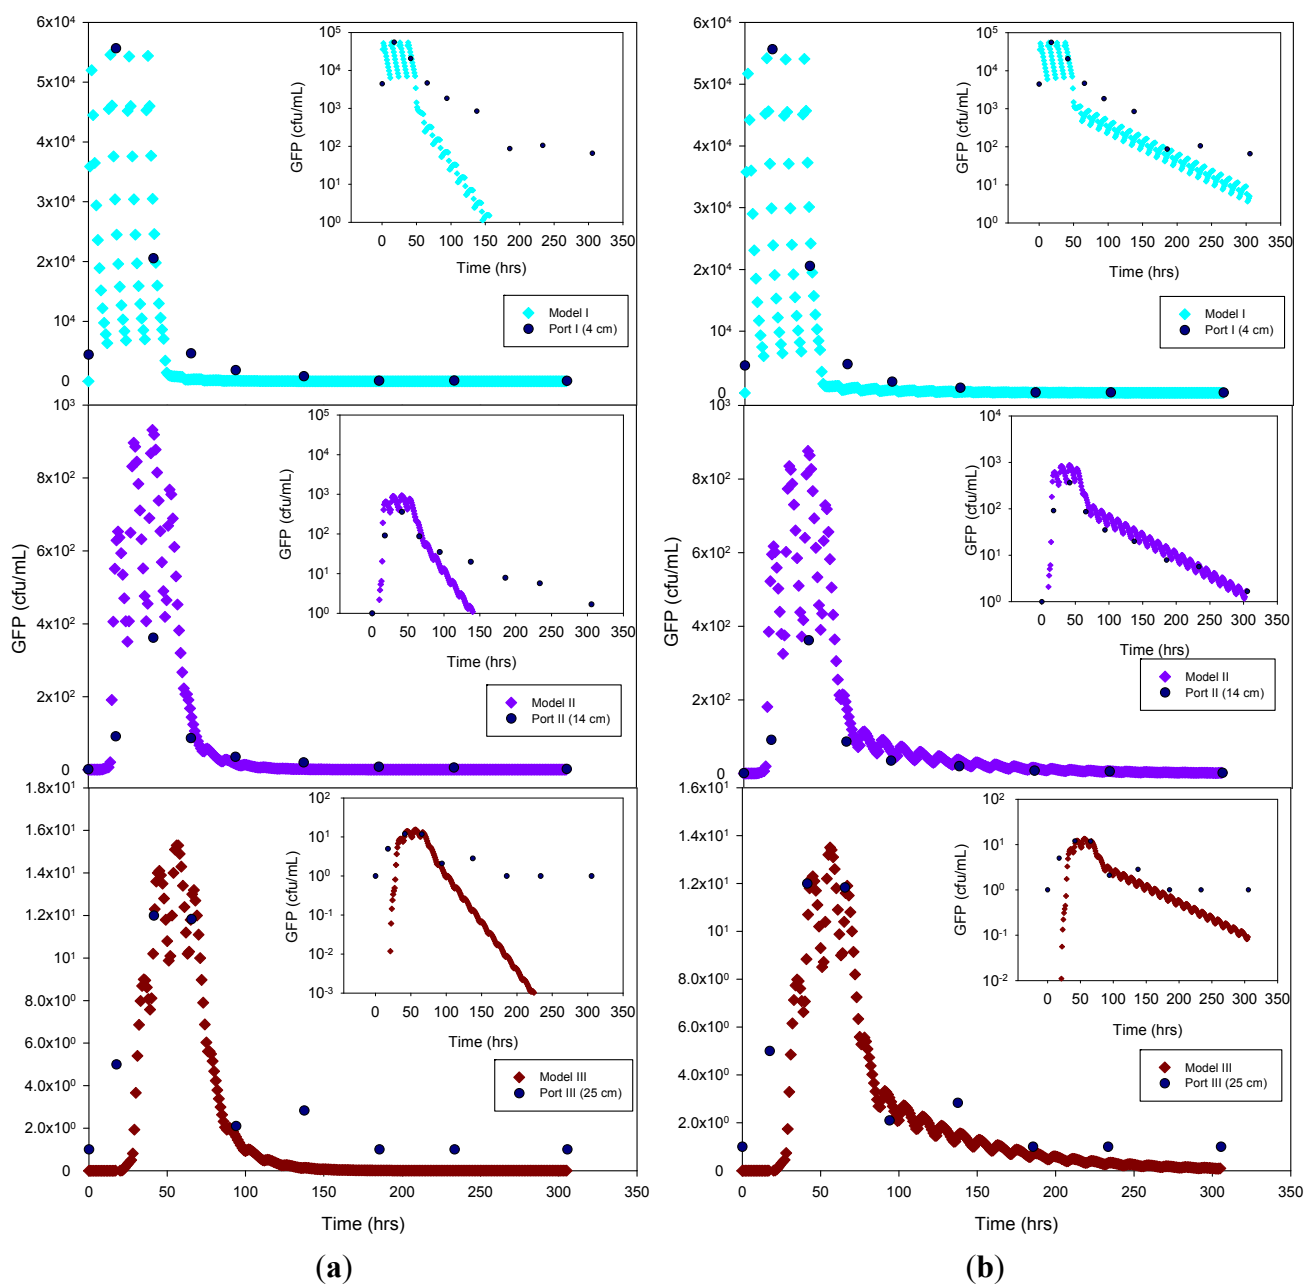 6x10⁴
5x10⁴
4x10⁴
3x10⁴
2x10⁴
10⁴
0
10⁵
10⁴
10³
10²
10¹
10⁰
GFP (cfu/mL)
0 50 100 150 200 250 300 350
Time (hrs)
Model I
Port I (4 cm)
10³
8x10²
6x10²
4x10²
2x10²
0
GFP (cfu/mL)
10⁵
10⁴
10³
10²
10¹
10⁰
GFP (cfu/mL)
0 50 100 150 200 250 300 350
Time (hrs)
Model II
Port II (14 cm)
1.8x10¹
1.6x10¹
1.4x10¹
1.2x10¹
10¹
8.0x10⁰
6.0x10⁰
4.0x10⁰
2.0x10⁰
0
10²
10¹
10⁰
10⁻¹
10⁻²
10⁻³
GFP (cfu/mL)
0 50 100 150 200 250 300 350
Time (hrs)
Model III
Port III (25 cm)
0 50 100 150 200 250 300 350
Time (hrs)
(a)
6x10⁴
5x10⁴
4x10⁴
3x10⁴
2x10⁴
10⁴
0
10⁵
10⁴
10³
10²
10¹
10⁰
GFP (cfu/mL)
0 50 100 150 200 250 300 350
Time (hrs)
Model I
Port I (4 cm)
10³
8x10²
6x10²
4x10²
2x10²
0
GFP (cfu/mL)
10⁴
10³
10²
10¹
10⁰
GFP (cfu/mL)
0 50 100 150 200 250 300 350
Time (hrs)
Model II
Port II (14 cm)
1.6x10¹
1.4x10¹
1.2x10¹
10¹
8.0x10⁰
6.0x10⁰
4.0x10⁰
2.0x10⁰
0
10²
10¹
10⁰
10⁻¹
10⁻²
GFP (cfu/mL)
0 50 100 150 200 250 300 350
Time (hrs)
Model III
Port III (25 cm)
0 50 100 150 200 250 300 350
Time (hrs)
(b)